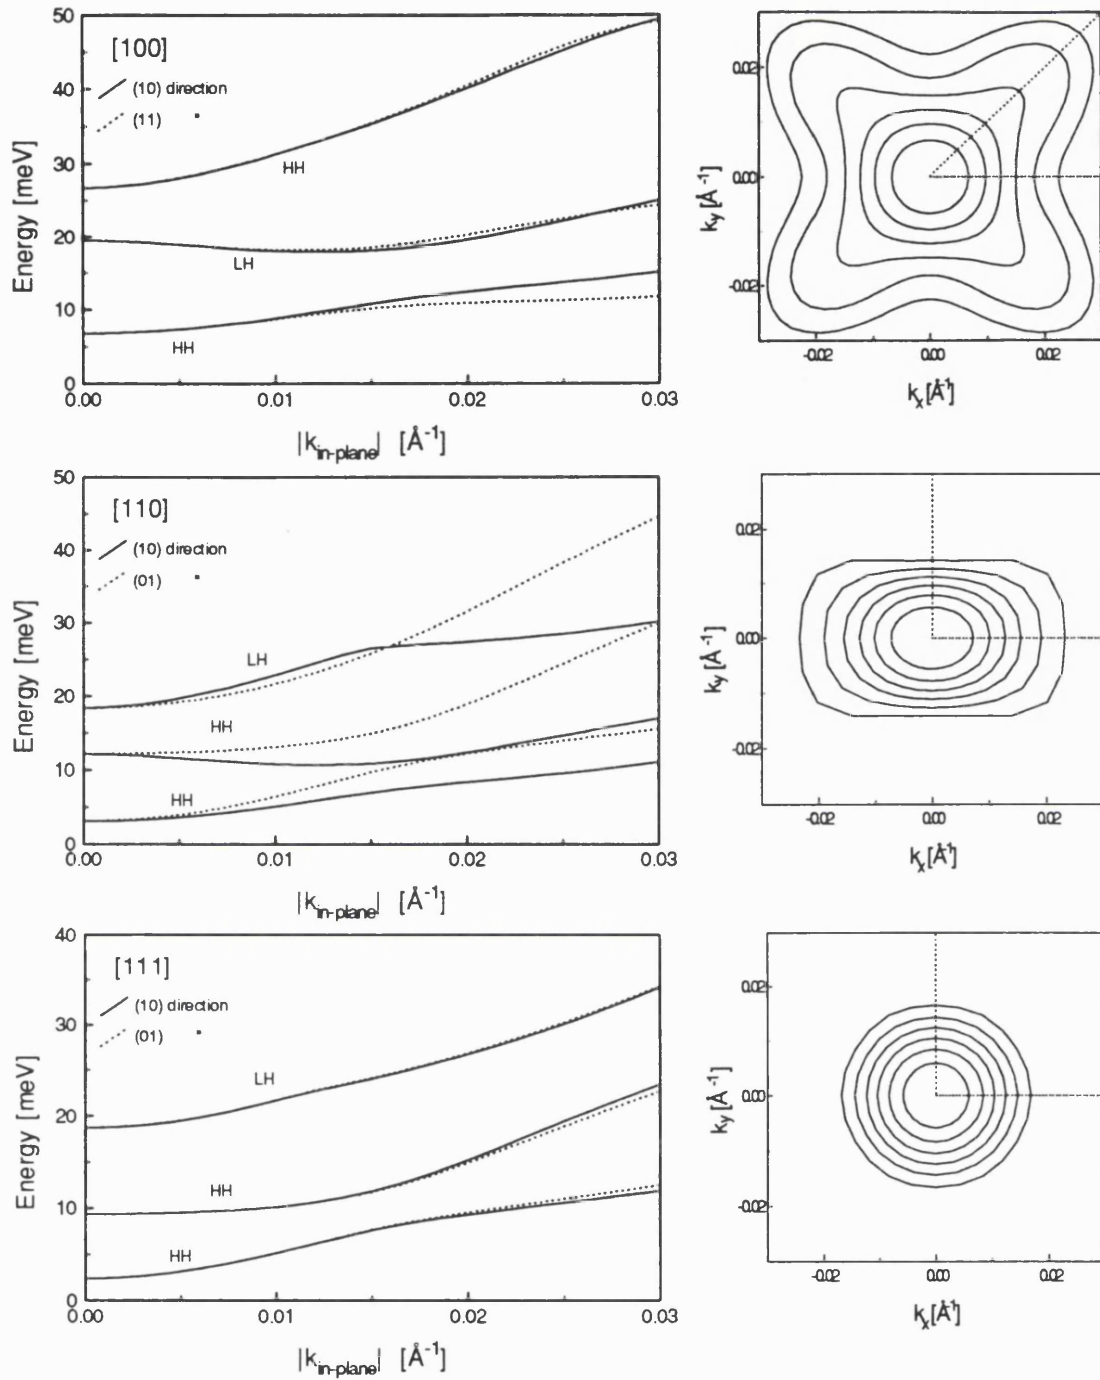 50
[100]
(10) direction
(11) "
40
30
HH
20
LH
10
HH
0
0.00 0.01 0.02 0.03
Energy [meV]
|k_in-plane| [Å^-1]
0.02
0.00
-0.02
-0.02 0.00 0.02
k_y [Å^-1]
k_x [Å^-1]
50
[110]
(10) direction
(01) "
40
30
LH
20
HH
10
HH
0
0.00 0.01 0.02 0.03
Energy [meV]
|k_in-plane| [Å^-1]
0.02
0.00
-0.02
-0.02 0.00 0.02
k_y [Å^-1]
k_x [Å^-1]
40
[111]
(10) direction
(01) "
30
LH
20
HH
10
HH
0
0.00 0.01 0.02 0.03
Energy [meV]
|k_in-plane| [Å^-1]
0.02
0.00
-0.02
-0.02 0.00 0.02
k_y [Å^-1]
k_x [Å^-1]